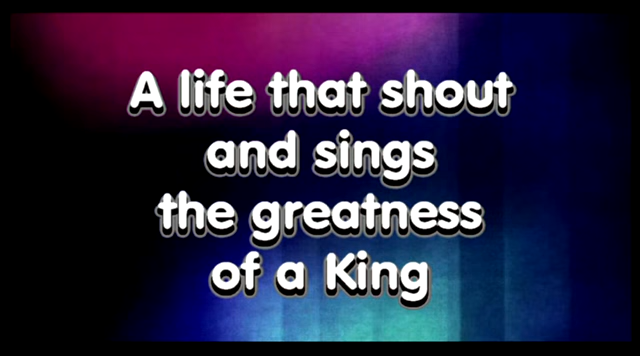 A life that shout
and sings
the greatness
of a King